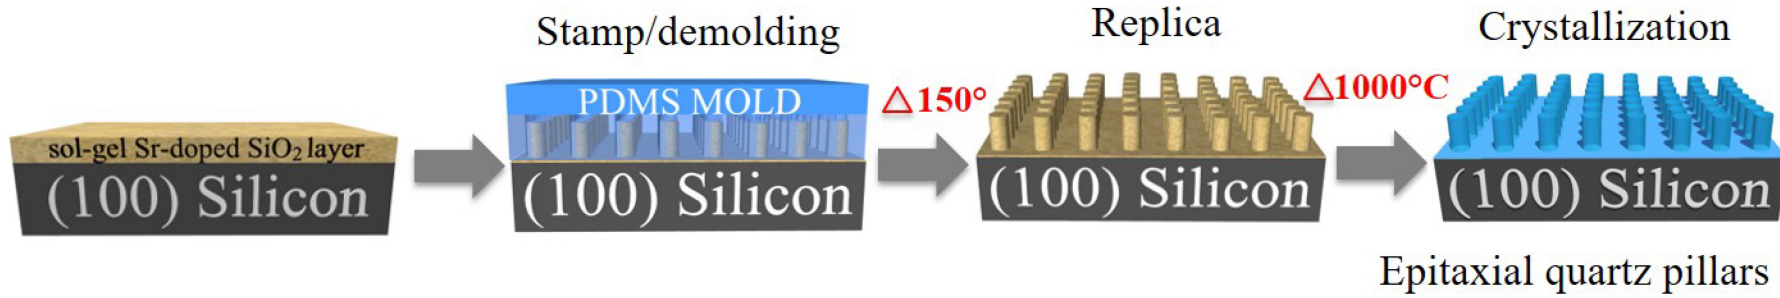 Stamp/demolding
Replica
Crystallization
sol-gel Sr-doped SiO₂ layer
(100) Silicon
PDMS MOLD
(100) Silicon
△150°
(100) Silicon
△1000°C
(100) Silicon
Epitaxial quartz pillars